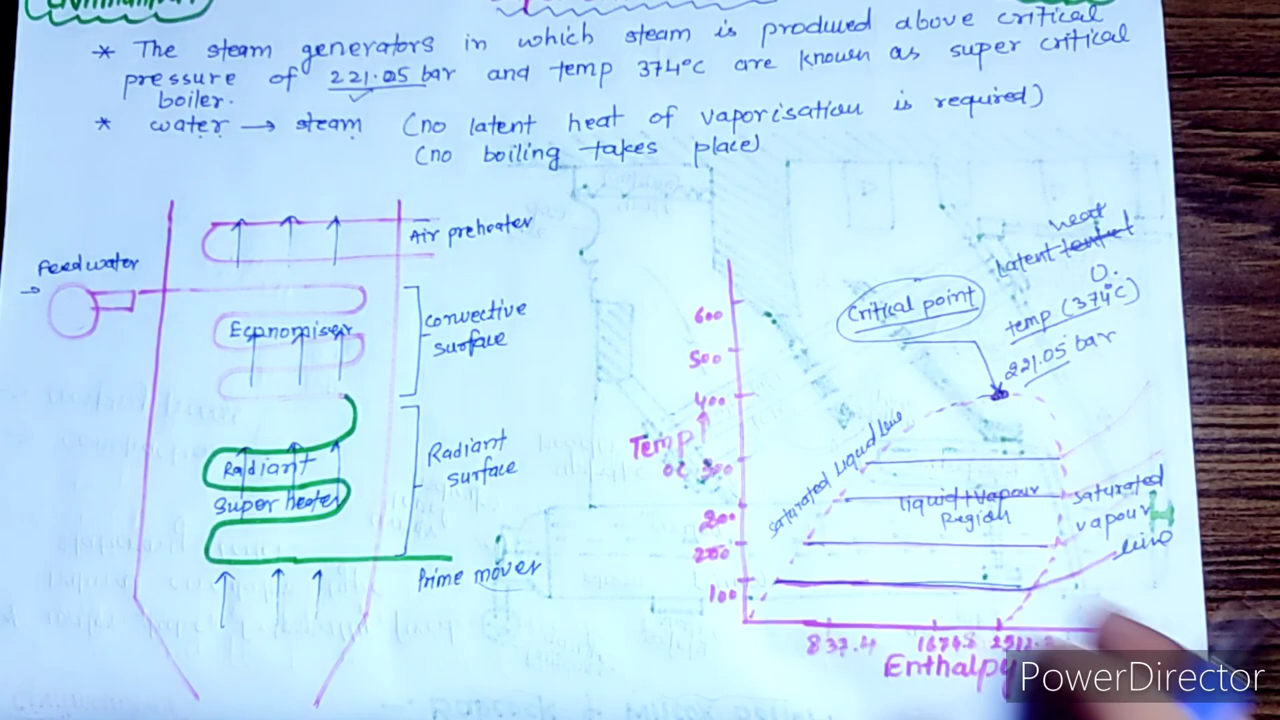 * The steam generators in which steam is produced above critical
pressure of 221.05 bar and temp 374°c are known as super critical
boiler.
* water → steam (no latent heat of vaporisation is required)
(no boiling takes place)
Air preheater
Feedwater
Economiser
convective
surface
Radiant
super heater
Radiant
surface
Prime mover
heat
Latent
0.
critical point
temp (374°c)
221.05 bar
600
500
400
Temp
oc 300
200
200
100
saturated liquid line
liquid+vapour
Region
saturated
vapour
line
837.4 1674.8 2512.2
Enthalpy
PowerDirector